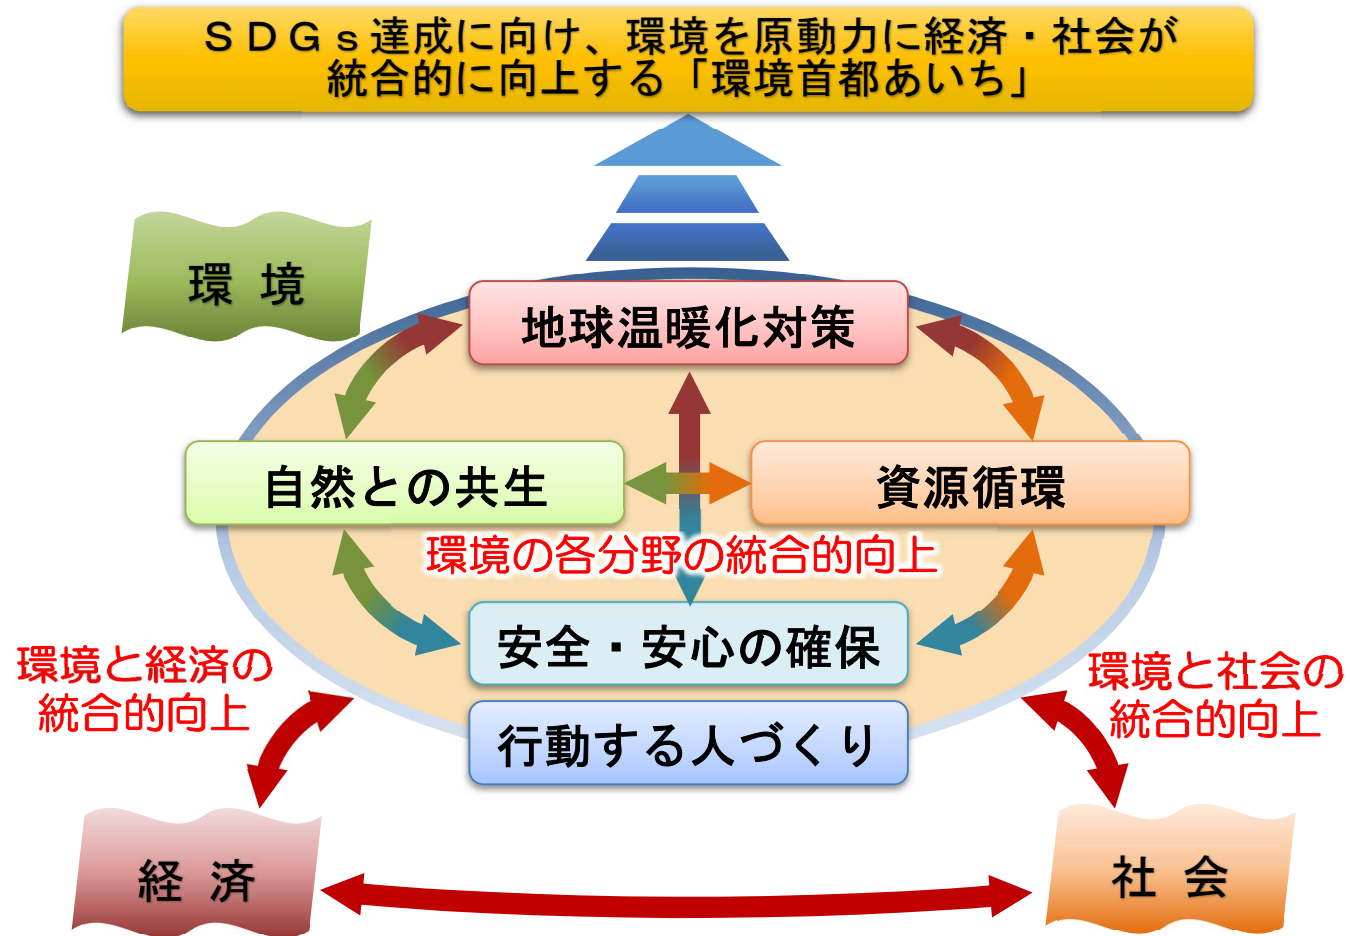 ＳＤＧｓ達成に向け、環境を原動力に経済・社会が
統合的に向上する「環境首都あいち」
環 境
地球温暖化対策
自然との共生
資源循環
環境の各分野の統合的向上
安全・安心の確保
環境と経済の
統合的向上
環境と社会の
統合的向上
行動する人づくり
経 済
社 会